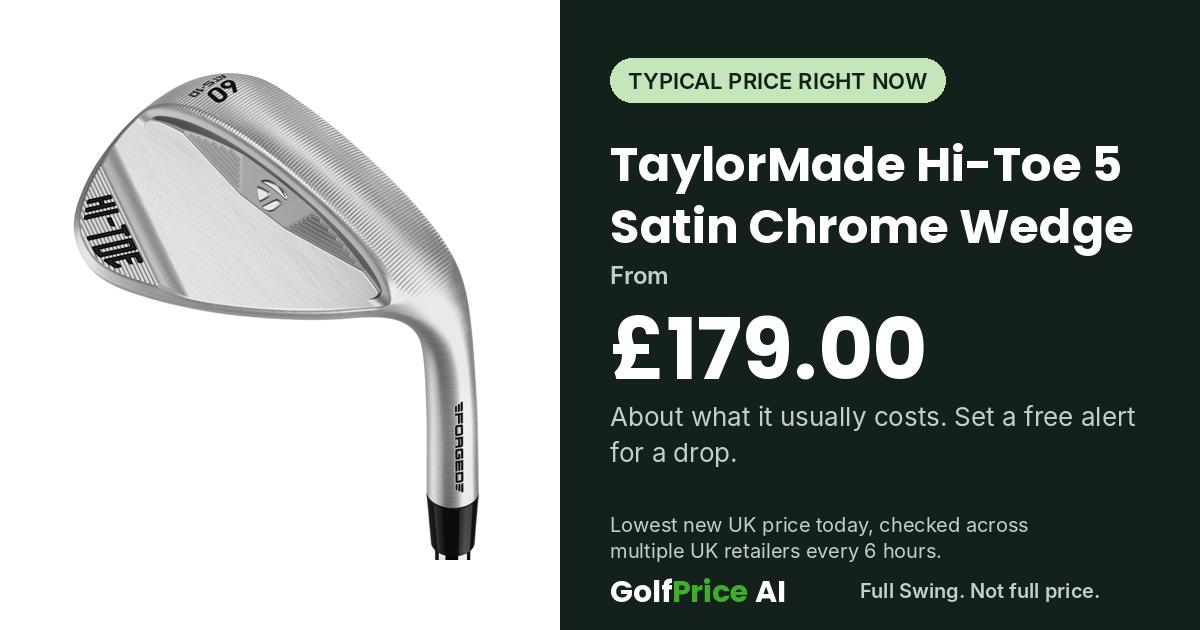 60
ATS-10
HI-TOE
FORGED
TYPICAL PRICE RIGHT NOW
TaylorMade Hi-Toe 5
Satin Chrome Wedge
From
£179.00
About what it usually costs. Set a free alert
for a drop.
Lowest new UK price today, checked across
multiple UK retailers every 6 hours.
GolfPrice AI
Full Swing. Not full price.